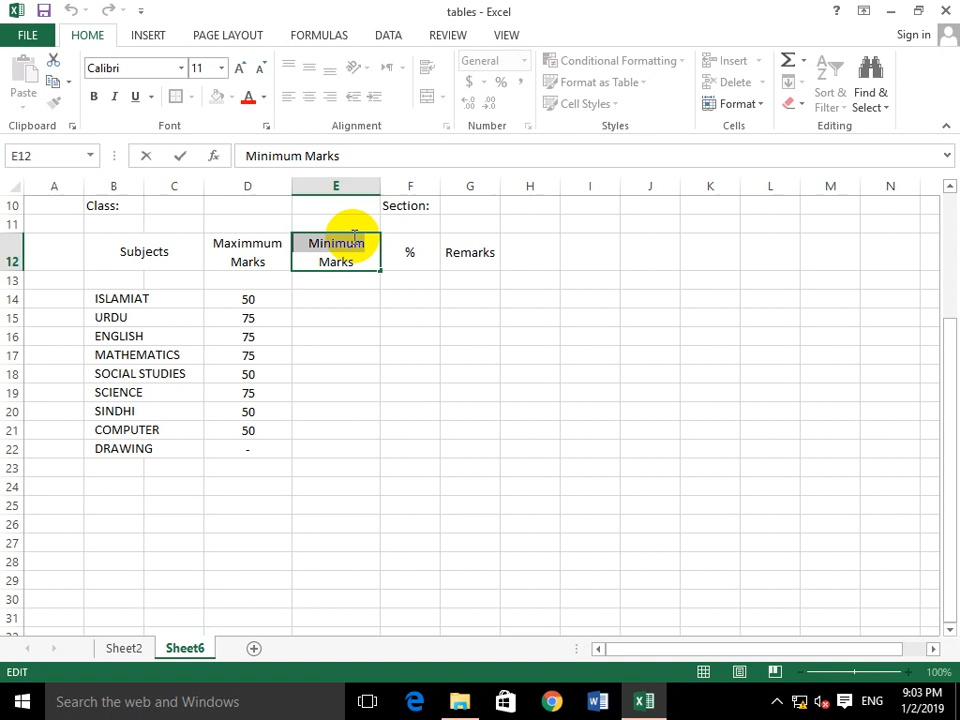 tables - Excel
Sign in
FILE HOME INSERT PAGE LAYOUT FORMULAS DATA REVIEW VIEW
Paste
Calibri 11
B I U A
General
$ % ,
Conditional Formatting
Format as Table
Cell Styles
Insert
Delete
Format
Sort & Filter
Find & Select
Clipboard Font Alignment Number Styles Cells Editing
E12 fx Minimum Marks
A B C D E F G H I J K L M N
10 Class: Section:
11
12 Subjects Maximmum Marks Minimum Marks % Remarks
13
14 ISLAMIAT 50
15 URDU 75
16 ENGLISH 75
17 MATHEMATICS 75
18 SOCIAL STUDIES 50
19 SCIENCE 75
20 SINDHI 50
21 COMPUTER 50
22 DRAWING -
23
24
25
26
27
28
29
30
31
Sheet2 Sheet6
EDIT 100%
Search the web and Windows
ENG
9:03 PM
1/2/2019